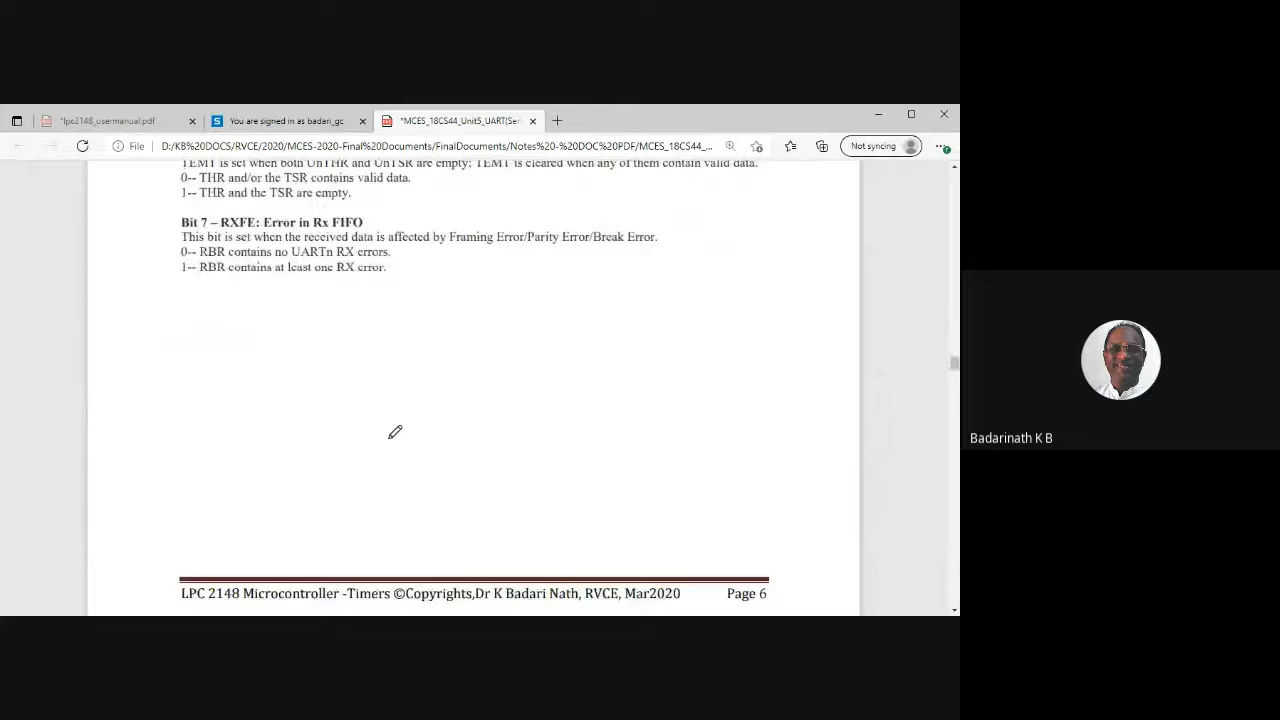 *lpc2148_usermanual.pdf
You are signed in as badari_gc
*MCES_18CS44_Unit5_UART(Ser
File
D:/KB%20DOCS/RVCE/2020/MCES-2020-Final%20Documents/FinalDocuments/Notes%20-%20DOC%20PDF/MCES_18CS44_...
Not syncing
TEMT is set when both UnTHR and UnTSR are empty; TEMT is cleared when any of them contain valid data.
0-- THR and/or the TSR contains valid data.
1-- THR and the TSR are empty.
Bit 7 – RXFE: Error in Rx FIFO
This bit is set when the received data is affected by Framing Error/Parity Error/Break Error.
0-- RBR contains no UARTn RX errors.
1-- RBR contains at least one RX error.
LPC 2148 Microcontroller -Timers ©Copyrights,Dr K Badari Nath, RVCE, Mar2020 Page 6
Badarinath K B